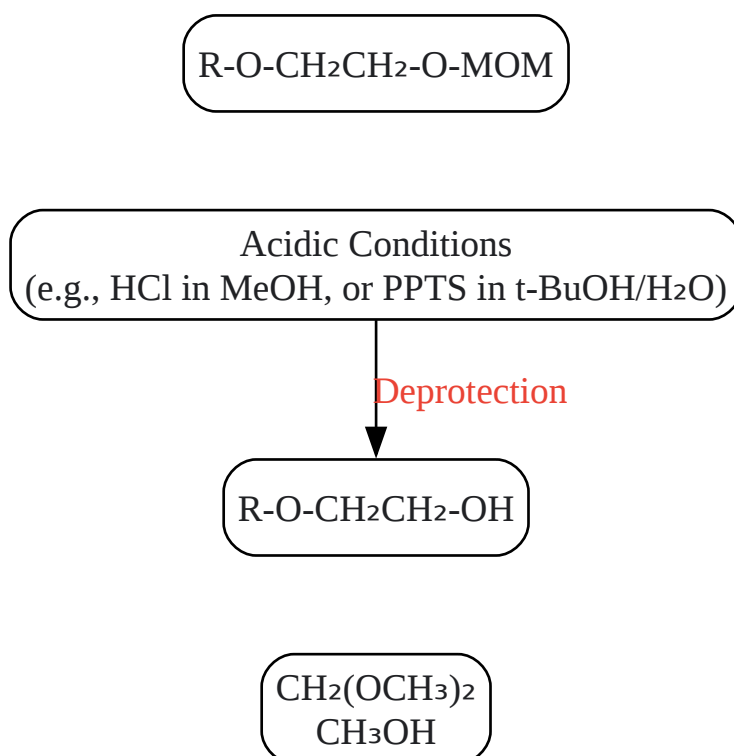 R-O-CH₂CH₂-O-MOM
Acidic Conditions
(e.g., HCl in MeOH, or PPTS in t-BuOH/H₂O)
Deprotection
R-O-CH₂CH₂-OH
CH₂(OCH₃)₂
CH₃OH